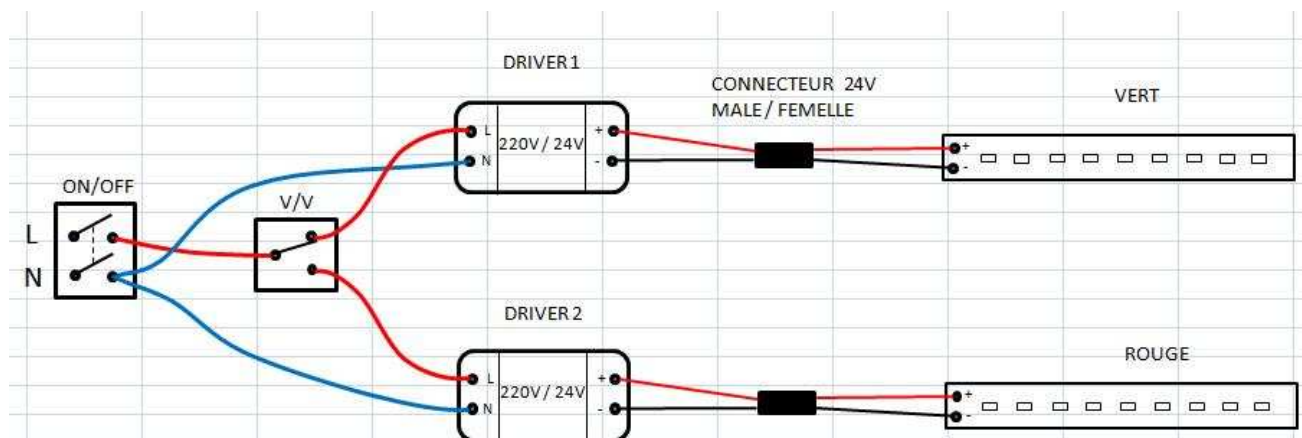 DRIVER 1
CONNECTEUR 24V
MALE / FEMELLE
VERT
L
+
220V / 24V
N
-
+
-
ON/OFF
V/V
L
N
DRIVER 2
ROUGE
L
+
220V / 24V
N
-
+
-